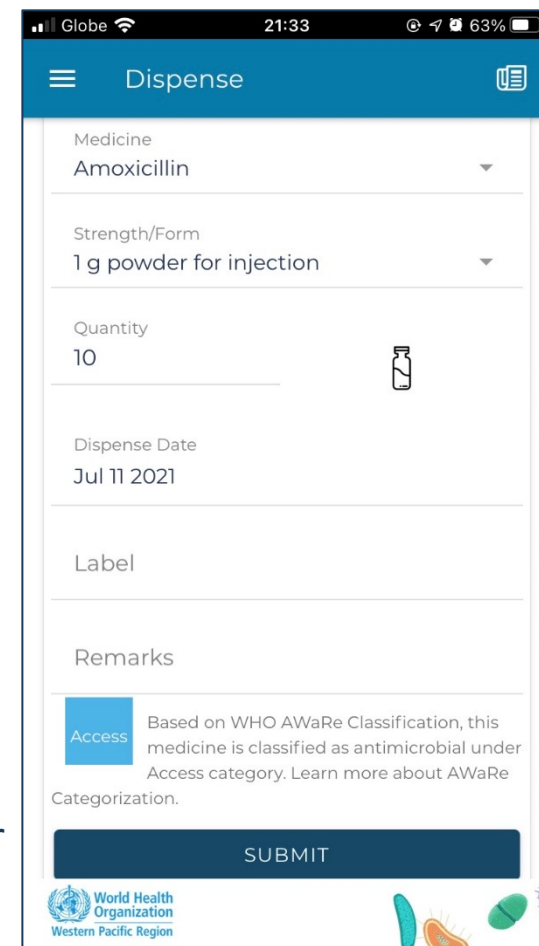 Globe 21:33 63%
Dispense
Medicine
Amoxicillin
Strength/Form
1 g powder for injection
Quantity
10
Dispense Date
Jul 11 2021
Label
Remarks
Access
Based on WHO AWaRe Classification, this
medicine is classified as antimicrobial under
Access category. Learn more about AWaRe
Categorization.
SUBMIT
World Health
Organization
Western Pacific Region